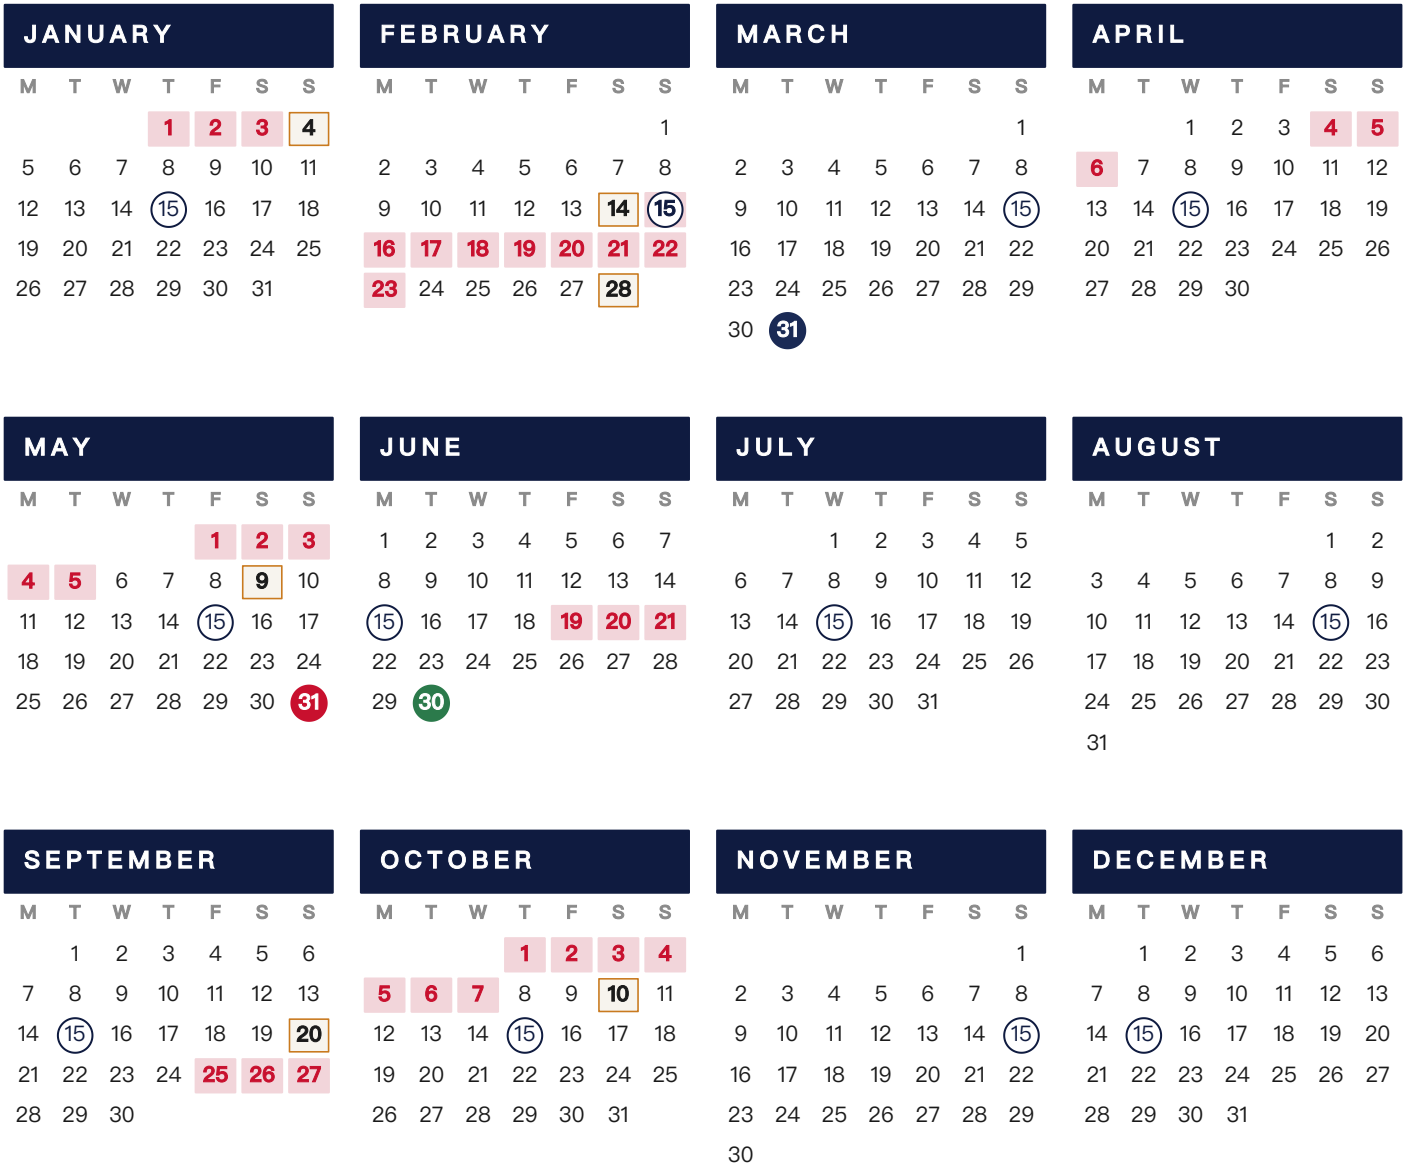 JANUARY FEBRUARY MARCH APRIL
M T W T F S S M T W T F S S M T W T F S S M T W T F S S
1 2 3 4 1 1 1 2 3 4 5
5 6 7 8 9 10 11 2 3 4 5 6 7 8 2 3 4 5 6 7 8 6 7 8 9 10 11 12
12 13 14 15 16 17 18 9 10 11 12 13 14 15 9 10 11 12 13 14 15 13 14 15 16 17 18 19
19 20 21 22 23 24 25 16 17 18 19 20 21 22 16 17 18 19 20 21 22 20 21 22 23 24 25 26
26 27 28 29 30 31 23 24 25 26 27 28 23 24 25 26 27 28 29 27 28 29 30
30 31
MAY JUNE JULY AUGUST
M T W T F S S M T W T F S S M T W T F S S M T W T F S S
1 2 3 1 2 3 4 5 6 7 1 2 3 4 5 1 2
4 5 6 7 8 9 10 8 9 10 11 12 13 14 6 7 8 9 10 11 12 3 4 5 6 7 8 9
11 12 13 14 15 16 17 15 16 17 18 19 20 21 13 14 15 16 17 18 19 10 11 12 13 14 15 16
18 19 20 21 22 23 24 22 23 24 25 26 27 28 20 21 22 23 24 25 26 17 18 19 20 21 22 23
25 26 27 28 29 30 31 29 30 27 28 29 30 31 24 25 26 27 28 29 30
31
SEPTEMBER OCTOBER NOVEMBER DECEMBER
M T W T F S S M T W T F S S M T W T F S S M T W T F S S
1 2 3 4 5 6 1 2 3 4 1 1 2 3 4 5 6
7 8 9 10 11 12 13 5 6 7 8 9 10 11 2 3 4 5 6 7 8 7 8 9 10 11 12 13
14 15 16 17 18 19 20 12 13 14 15 16 17 18 9 10 11 12 13 14 15 14 15 16 17 18 19 20
21 22 23 24 25 26 27 19 20 21 22 23 24 25 16 17 18 19 20 21 22 21 22 23 24 25 26 27
28 29 30 26 27 28 29 30 31 23 24 25 26 27 28 29 28 29 30 31
30